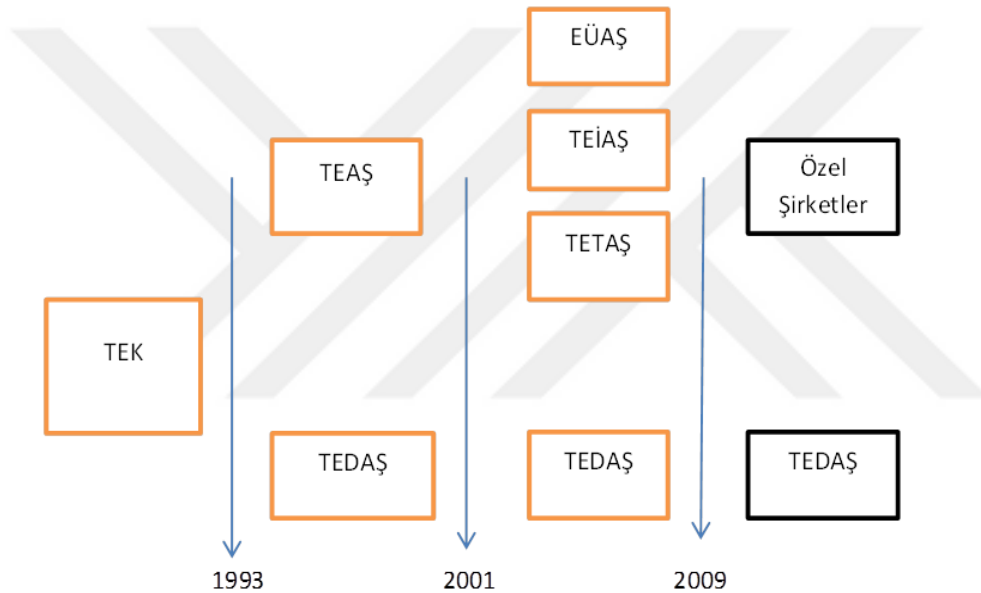 EÜAŞ
TEAŞ
TEİAŞ
Özel
Şirketler
TETAŞ
TEK
TEDAŞ
TEDAŞ
TEDAŞ
1993
2001
2009